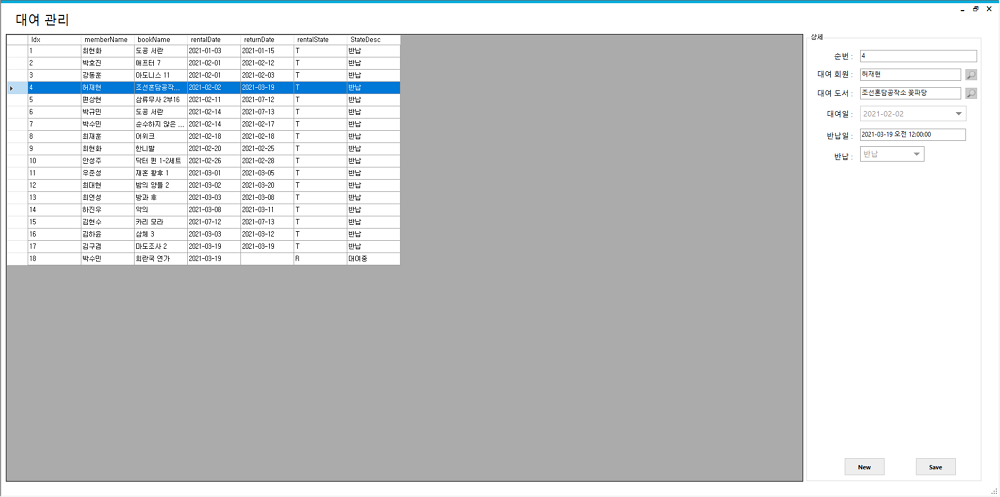 대여 관리
Idx memberName bookName rentalDate returnDate rentalState StateDesc
1 최현화 도공 서란 2021-01-03 2021-01-15 T 반납
2 박호진 애프터 7 2021-02-01 2021-02-12 T 반납
3 강동훈 아도니스 11 2021-02-01 2021-02-03 T 반납
4 허재현 조선혼담공작... 2021-02-02 2021-03-19 T 반납
5 편상현 삼류무사 2부16 2021-02-11 2021-07-12 T 반납
6 박규민 도공 서란 2021-02-14 2021-07-13 T 반납
7 박수민 순수하지 않은 ... 2021-02-14 2021-02-17 T 반납
8 최재훈 어위크 2021-02-18 2021-02-18 T 반납
9 최현화 한니발 2021-02-20 2021-02-25 T 반납
10 안성주 닥터 퀸 1-2세트 2021-02-26 2021-02-28 T 반납
11 우준성 재혼 황후 1 2021-03-01 2021-03-05 T 반납
12 최대현 밤의 양들 2 2021-03-02 2021-03-20 T 반납
13 최연성 방과 후 2021-03-03 2021-03-08 T 반납
14 하진우 악의 2021-03-08 2021-03-11 T 반납
15 김현수 카리 모라 2021-07-12 2021-07-13 T 반납
16 김하윤 삼체 3 2021-03-03 2021-03-12 T 반납
17 김구겸 마도조사 2 2021-03-19 2021-03-19 T 반납
18 박수민 희란국 연가 2021-03-19 R 대여중
상세
순번 : 4
대여 회원 : 허재현
대여 도서 : 조선혼담공작소 꽃파당
대여일 : 2021-02-02
반납일 : 2021-03-19 오전 12:00:00
반납 : 반납
New Save